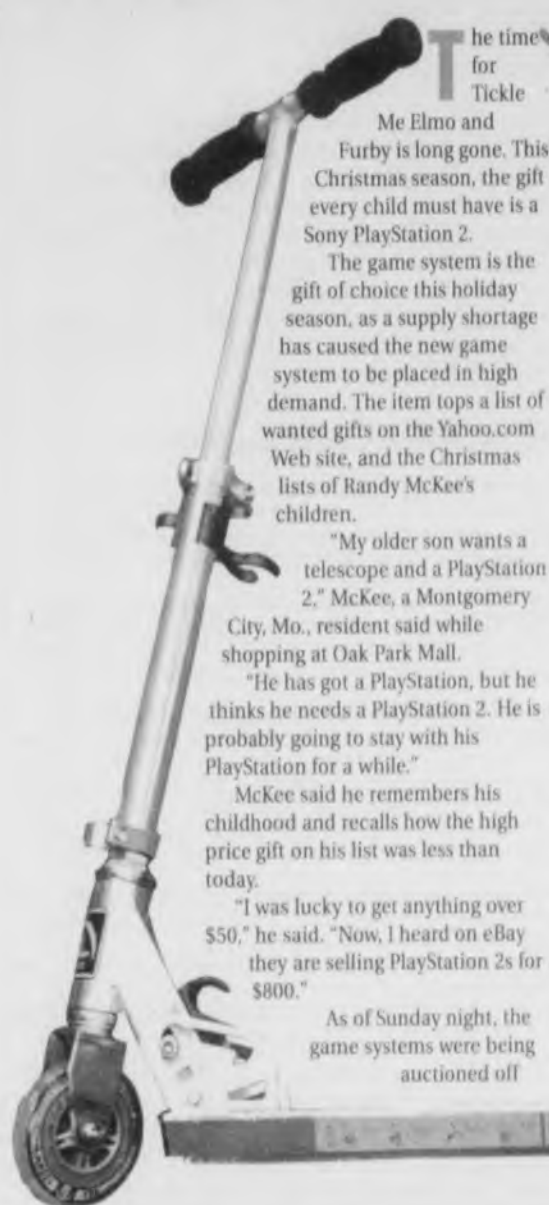 The time
for
Tickle
Me Elmo and
Furby is long gone. This
Christmas season, the gift
every child must have is a
Sony PlayStation 2.
The game system is the
gift of choice this holiday
season, as a supply shortage
has caused the new game
system to be placed in high
demand. The item tops a list of
wanted gifts on the Yahoo.com
Web site, and the Christmas
lists of Randy McKee's
children.
"My older son wants a
telescope and a PlayStation
2," McKee, a Montgomery
City, Mo., resident said while
shopping at Oak Park Mall.
"He has got a PlayStation, but he
thinks he needs a PlayStation 2. He is
probably going to stay with his
PlayStation for a while."
McKee said he remembers his
childhood and recalls how the high
price gift on his list was less than
today.
"I was lucky to get anything over
$50," he said. "Now, I heard on eBay
they are selling PlayStation 2s for
$800."
As of Sunday night, the
game systems were being
auctioned off